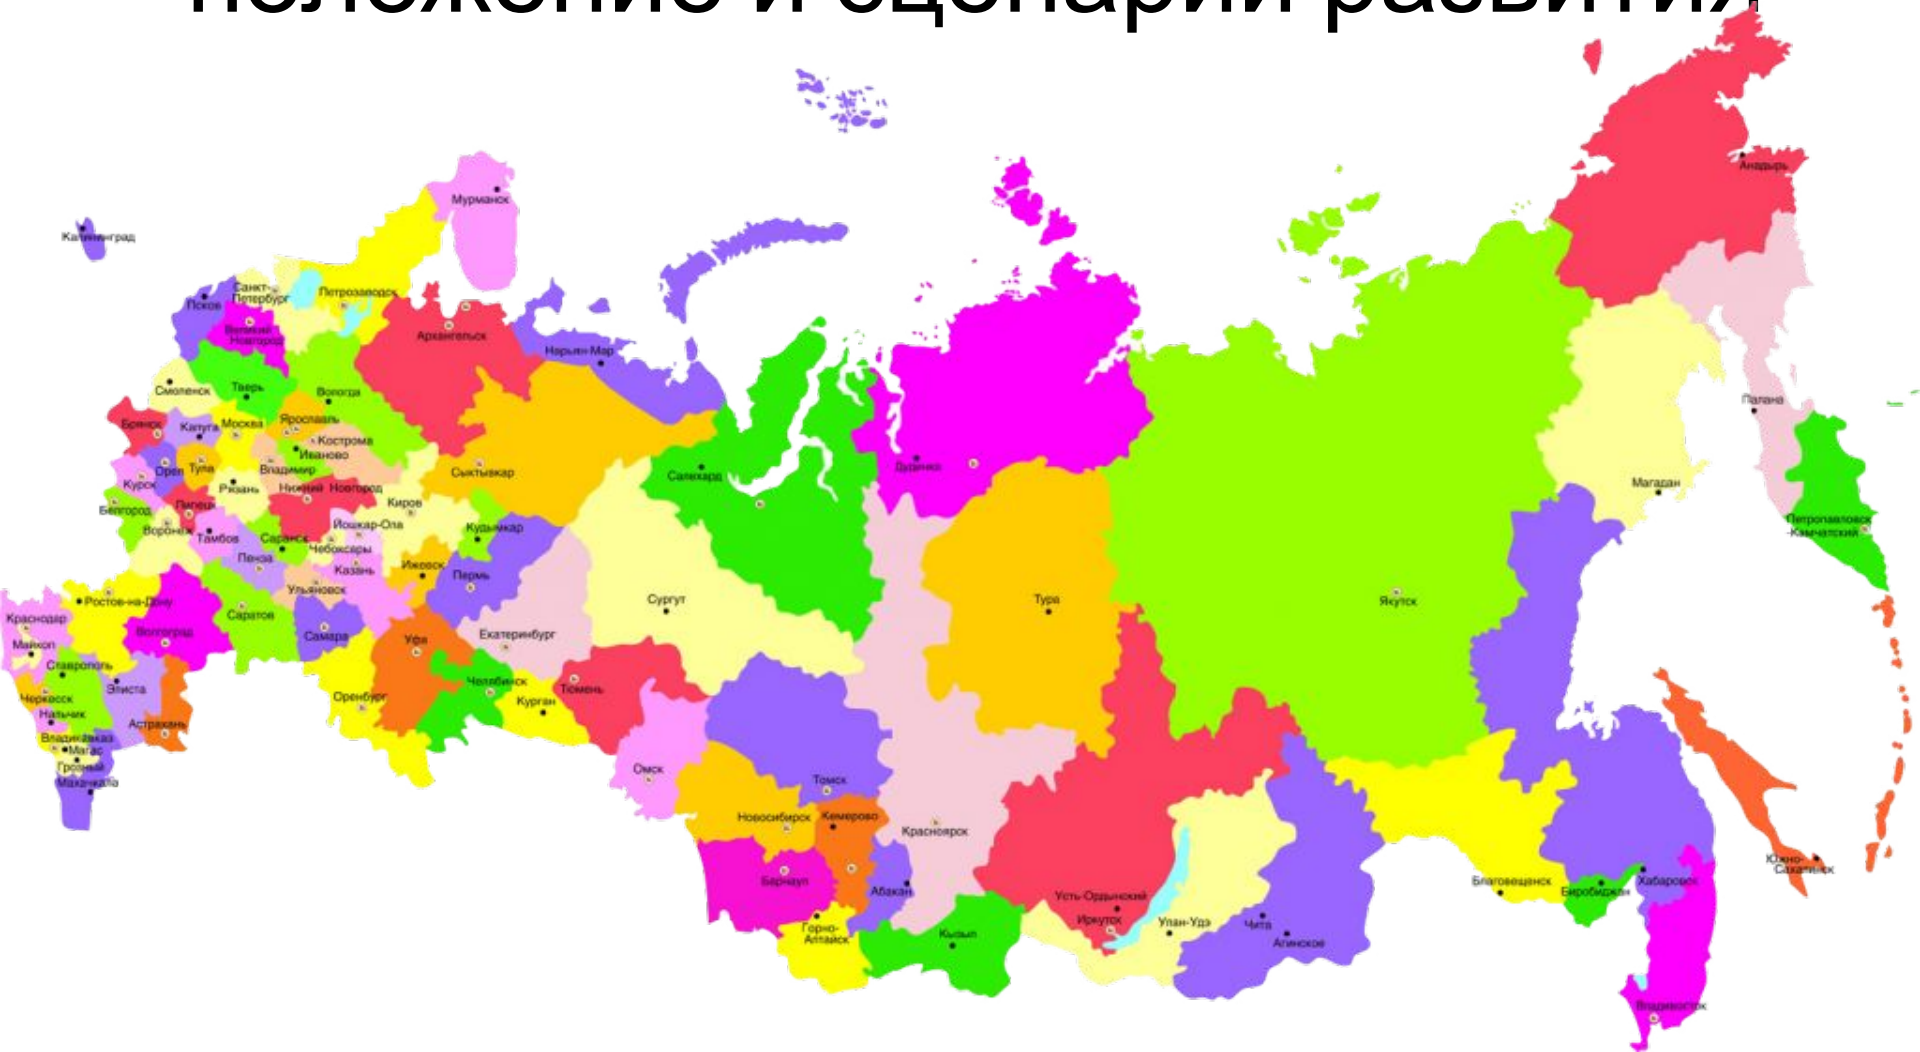 положение и сценарии развития
Анадырь
Мурманск
Калининград
Санкт-
Петербург
Петрозаводск
Псков
Великий
Новгород
Архангельск
Нарьян-Мар
Смоленск
Тверь
Вологда
Палана
Брянск
Калуга
Москва
Ярославль
Кострома
Иваново
Орел
Тула
Владимир
Сыктывкар
Салехард
Дудинка
Курск
Рязань
Нижний Новгород
Магадан
Белгород
Липецк
Киров
Воронеж
Тамбов
Саранск
Йошкар-Ола
Кудымкар
Петропавловск
-Камчатский
Чебоксары
Пенза
Казань
Ижевск
Пермь
Ульяновск
Ростов-на-Дону
Сургут
Тура
Якутск
Краснодар
Саратов
Волгоград
Самара
Уфа
Екатеринбург
Майкоп
Ставрополь
Элиста
Челябинск
Тюмень
Черкесск
Оренбург
Курган
Нальчик
Астрахань
Владикавказ
Магас
Грозный
Махачкала
Омск
Томск
Новосибирск
Кемерово
Красноярск
Южно-
Сахалинск
Барнаул
Абакан
Усть-Ордынский
Благовещенск
Биробиджан
Хабаровск
Иркутск
Улан-Удэ
Чита
Горно-
Алтайск
Кызыл
Агинское
Владивосток